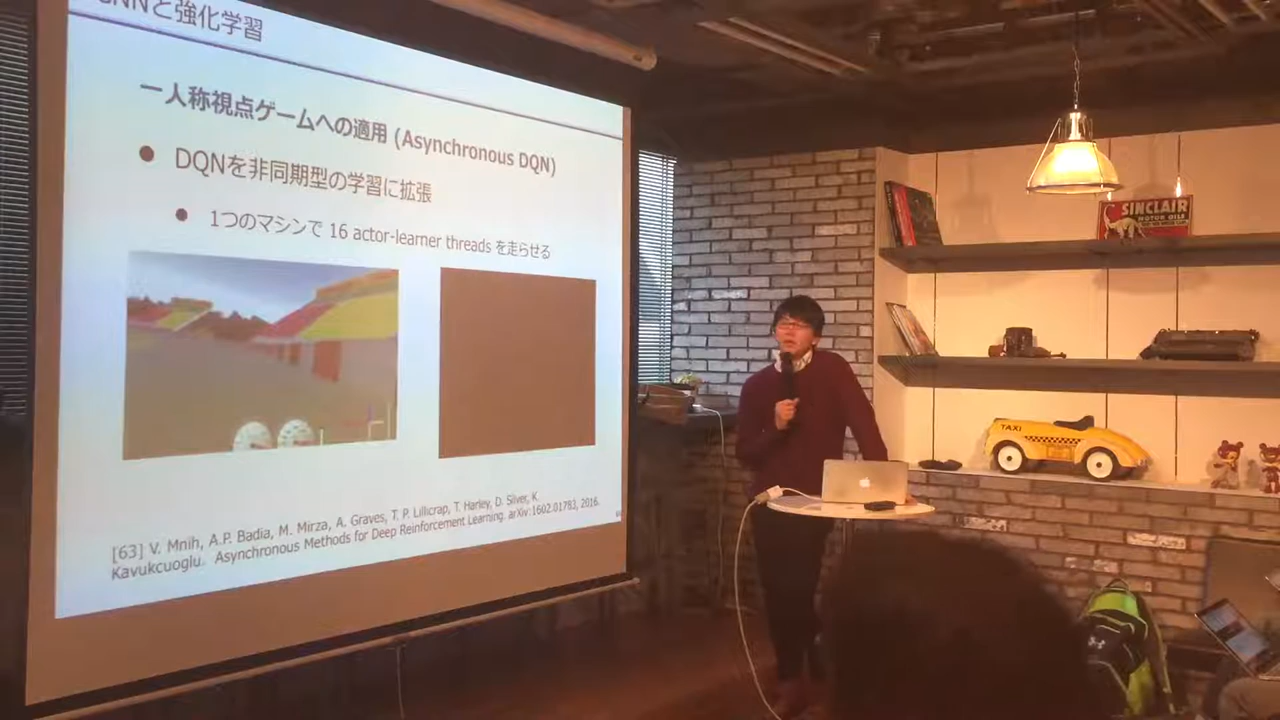 CNNと強化学習
一人称視点ゲームへの適用 (Asynchronous DQN)
DQNを非同期型の学習に拡張
1つのマシンで 16 actor-learner threads を走らせる
[63] V. Mnih, A.P. Badia, M. Mirza, A. Graves, T. P. Lillicrap, T. Harley, D. Silver, K.
Kavukcuoglu. Asynchronous Methods for Deep Reinforcement Learning. arXiv:1602.01783, 2016.
SINCLAIR
MOTOR OILS
TAXI